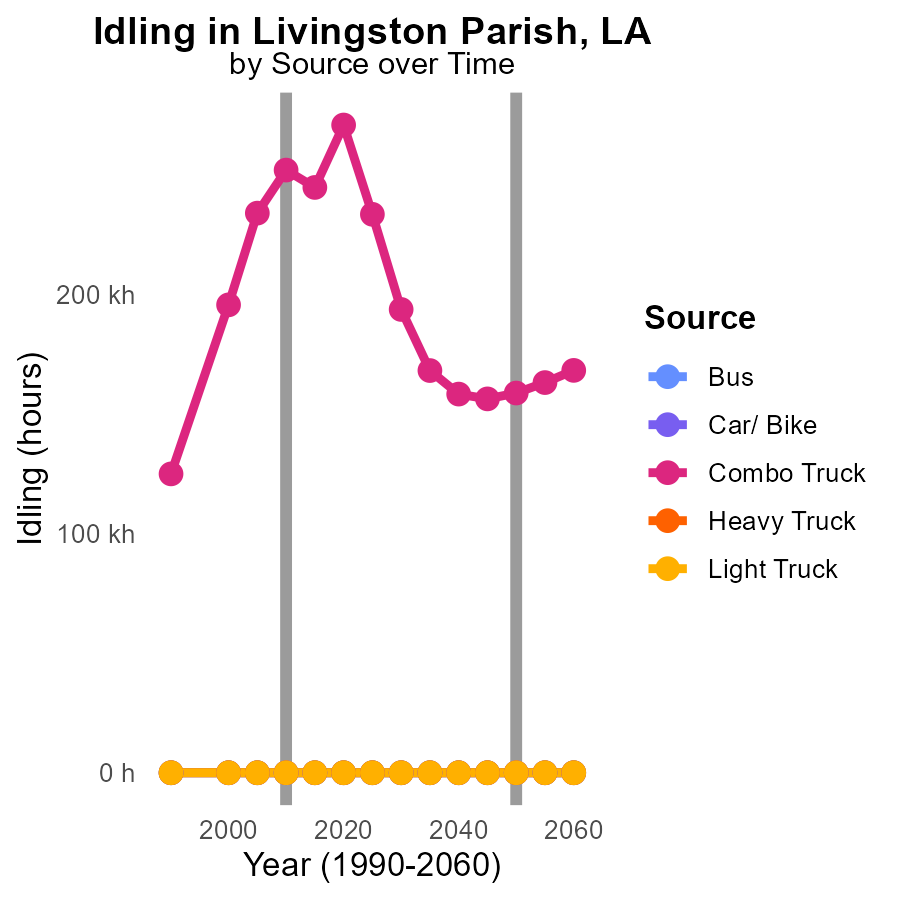 Idling in Livingston Parish, LA
by Source over Time
Idling (hours)
200 kh
100 kh
0 h
2000 2020 2040 2060
Year (1990-2060)
Source
Bus
Car/ Bike
Combo Truck
Heavy Truck
Light Truck